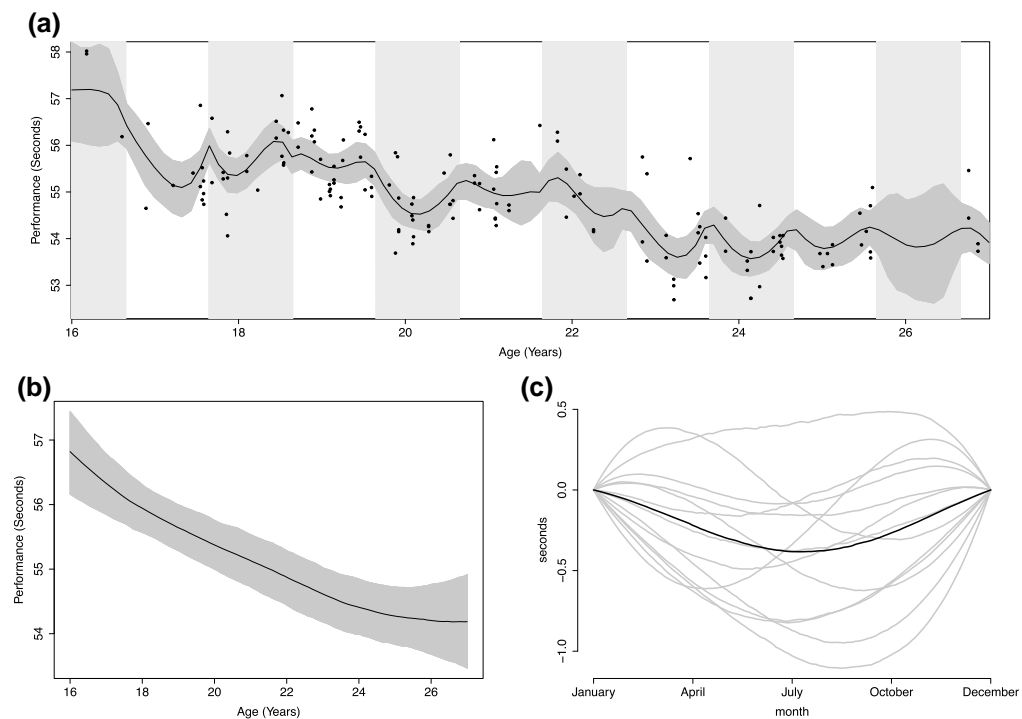 (a)
Performance (Seconds)
58
57
56
55
54
53
16
18
20
22
24
26
Age (Years)
(b)
Performance (Seconds)
57
56
55
54
16
18
20
22
24
26
Age (Years)
(c)
seconds
0.5
0.0
−0.5
−1.0
January
April
July
October
December
month